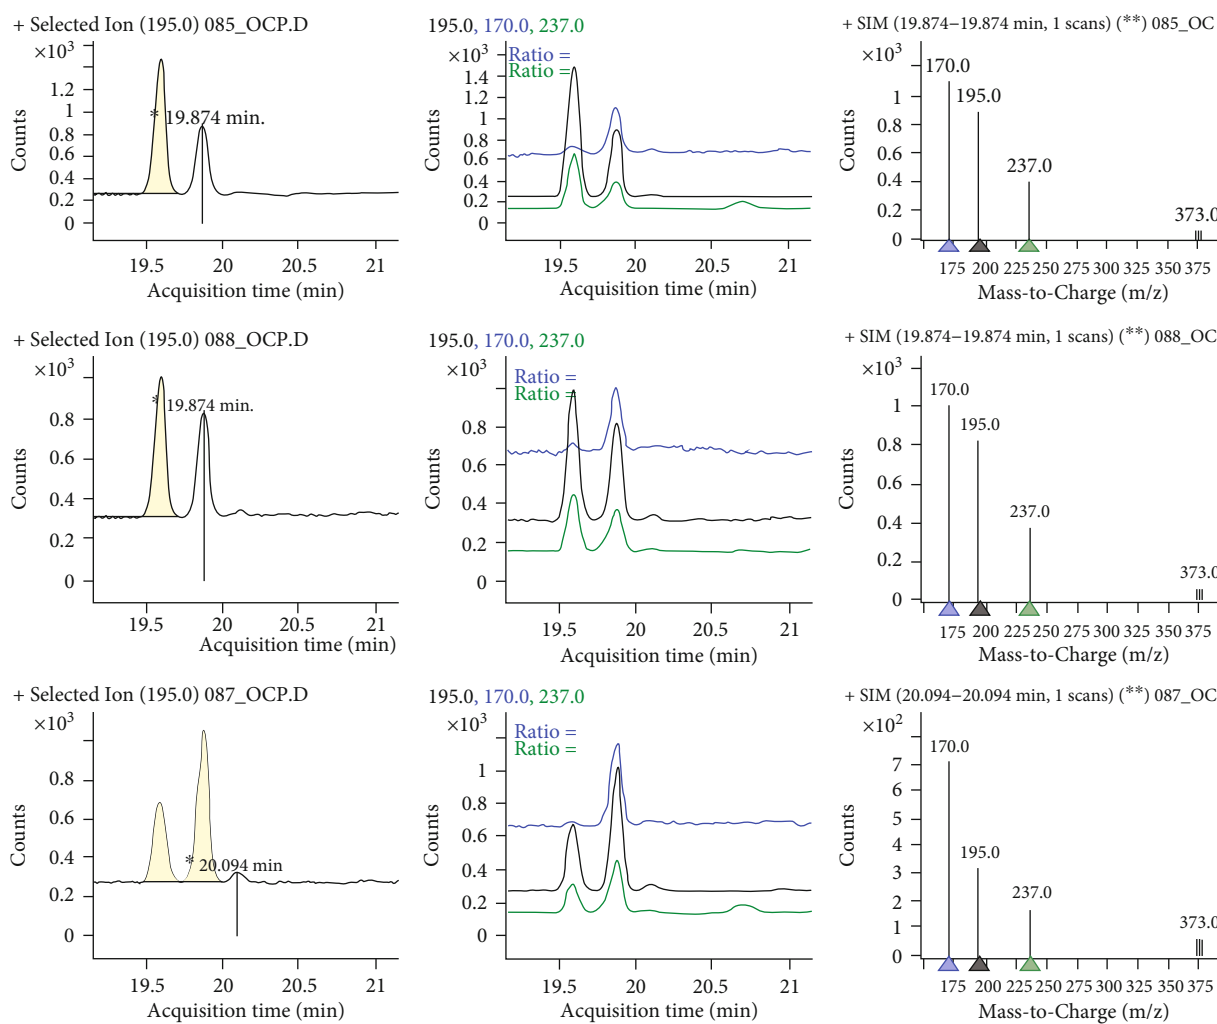 + Selected Ion (195.0) 085_OCP.D
×10³
1.2
1
0.8
0.6
0.4
0.2
0
* 19.874 min.
Counts
19.5 20 20.5 21
Acquisition time (min)
195.0, 170.0, 237.0
×10³
Ratio =
Ratio =
1.4
1.2
1
0.8
0.6
0.4
0.2
0
Counts
19.5 20 20.5 21
Acquisition time (min)
+ SIM (19.874−19.874 min, 1 scans) (**) 085_OC
×10³
170.0
195.0
237.0
373.0
1
0.8
0.6
0.4
0.2
0
Counts
175 200 225 250 300 325 350 375
Mass-to-Charge (m/z)
+ Selected Ion (195.0) 088_OCP.D
×10³
* 19.874 min.
0.8
0.6
0.4
0.2
0
Counts
19.5 20 20.5 21
Acquisition time (min)
195.0, 170.0, 237.0
×10³
Ratio =
Ratio =
0.8
0.6
0.4
0.2
0
Counts
19.5 20 20.5 21
Acquisition time (min)
+ SIM (19.874−19.874 min, 1 scans) (**) 088_OC
×10³
170.0
195.0
237.0
373.0
1
0.8
0.6
0.4
0.2
0
Counts
175 200 225 250 300 325 350 375
Mass-to-Charge (m/z)
+ Selected Ion (195.0) 087_OCP.D
×10³
0.8
0.6
0.4
0.2
0
* 20.094 min
Counts
19.5 20 20.5 21
Acquisition time (min)
195.0, 170.0, 237.0
×10³
Ratio =
Ratio =
1
0.8
0.6
0.4
0.2
0
Counts
19.5 20 20.5 21
Acquisition time (min)
+ SIM (20.094−20.094 min, 1 scans) (**) 087_OC
×10²
170.0
195.0
237.0
373.0
7
6
5
4
3
2
1
0
Counts
175 200 225 250 300 325 350 375
Mass-to-Charge (m/z)